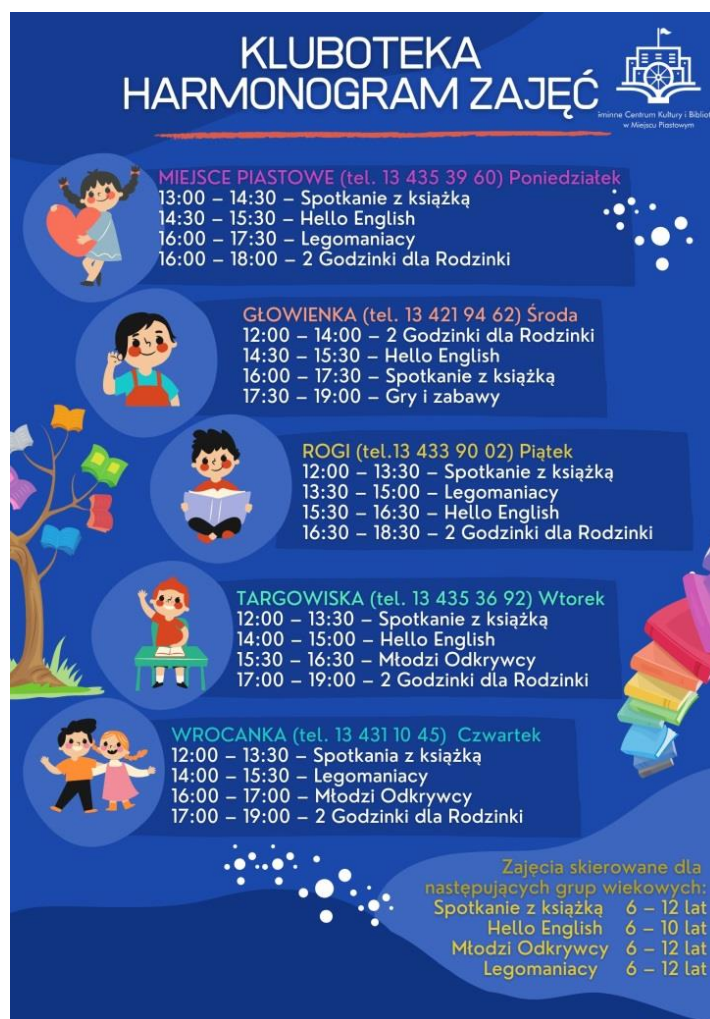 KLUBOTEKA
HARMONOGRAM ZAJĘĆ
Gminne Centrum Kultury i Bibliot
w Miejscu Piastowym
MIEJSCE PIASTOWE (tel. 13 435 39 60) Poniedziałek
13:00 – 14:30 – Spotkanie z książką
14:30 – 15:30 – Hello English
16:00 – 17:30 – Legomaniacy
16:00 – 18:00 – 2 Godzinki dla Rodzinki
GŁOWIENKA (tel. 13 421 94 62) Środa
12:00 – 14:00 – 2 Godzinki dla Rodzinki
14:30 – 15:30 – Hello English
16:00 – 17:30 – Spotkanie z książką
17:30 – 19:00 – Gry i zabawy
ROGI (tel.13 433 90 02) Piątek
12:00 – 13:30 – Spotkanie z książką
13:30 – 15:00 – Legomaniacy
15:30 – 16:30 – Hello English
16:30 – 18:30 – 2 Godzinki dla Rodzinki
TARGOWISKA (tel. 13 435 36 92) Wtorek
12:00 – 13:30 – Spotkanie z książką
14:00 – 15:00 – Hello English
15:30 – 16:30 – Młodzi Odkrywcy
17:00 – 19:00 – 2 Godzinki dla Rodzinki
WROCANKA (tel. 13 431 10 45) Czwartek
12:00 – 13:30 – Spotkania z książką
14:00 – 15:30 – Legomaniacy
16:00 – 17:00 – Młodzi Odkrywcy
17:00 – 19:00 – 2 Godzinki dla Rodzinki
Zajęcia skierowane dla
następujących grup wiekowych:
Spotkanie z książką 6 – 12 lat
Hello English 6 – 10 lat
Młodzi Odkrywcy 6 – 12 lat
Legomaniacy 6 – 12 lat